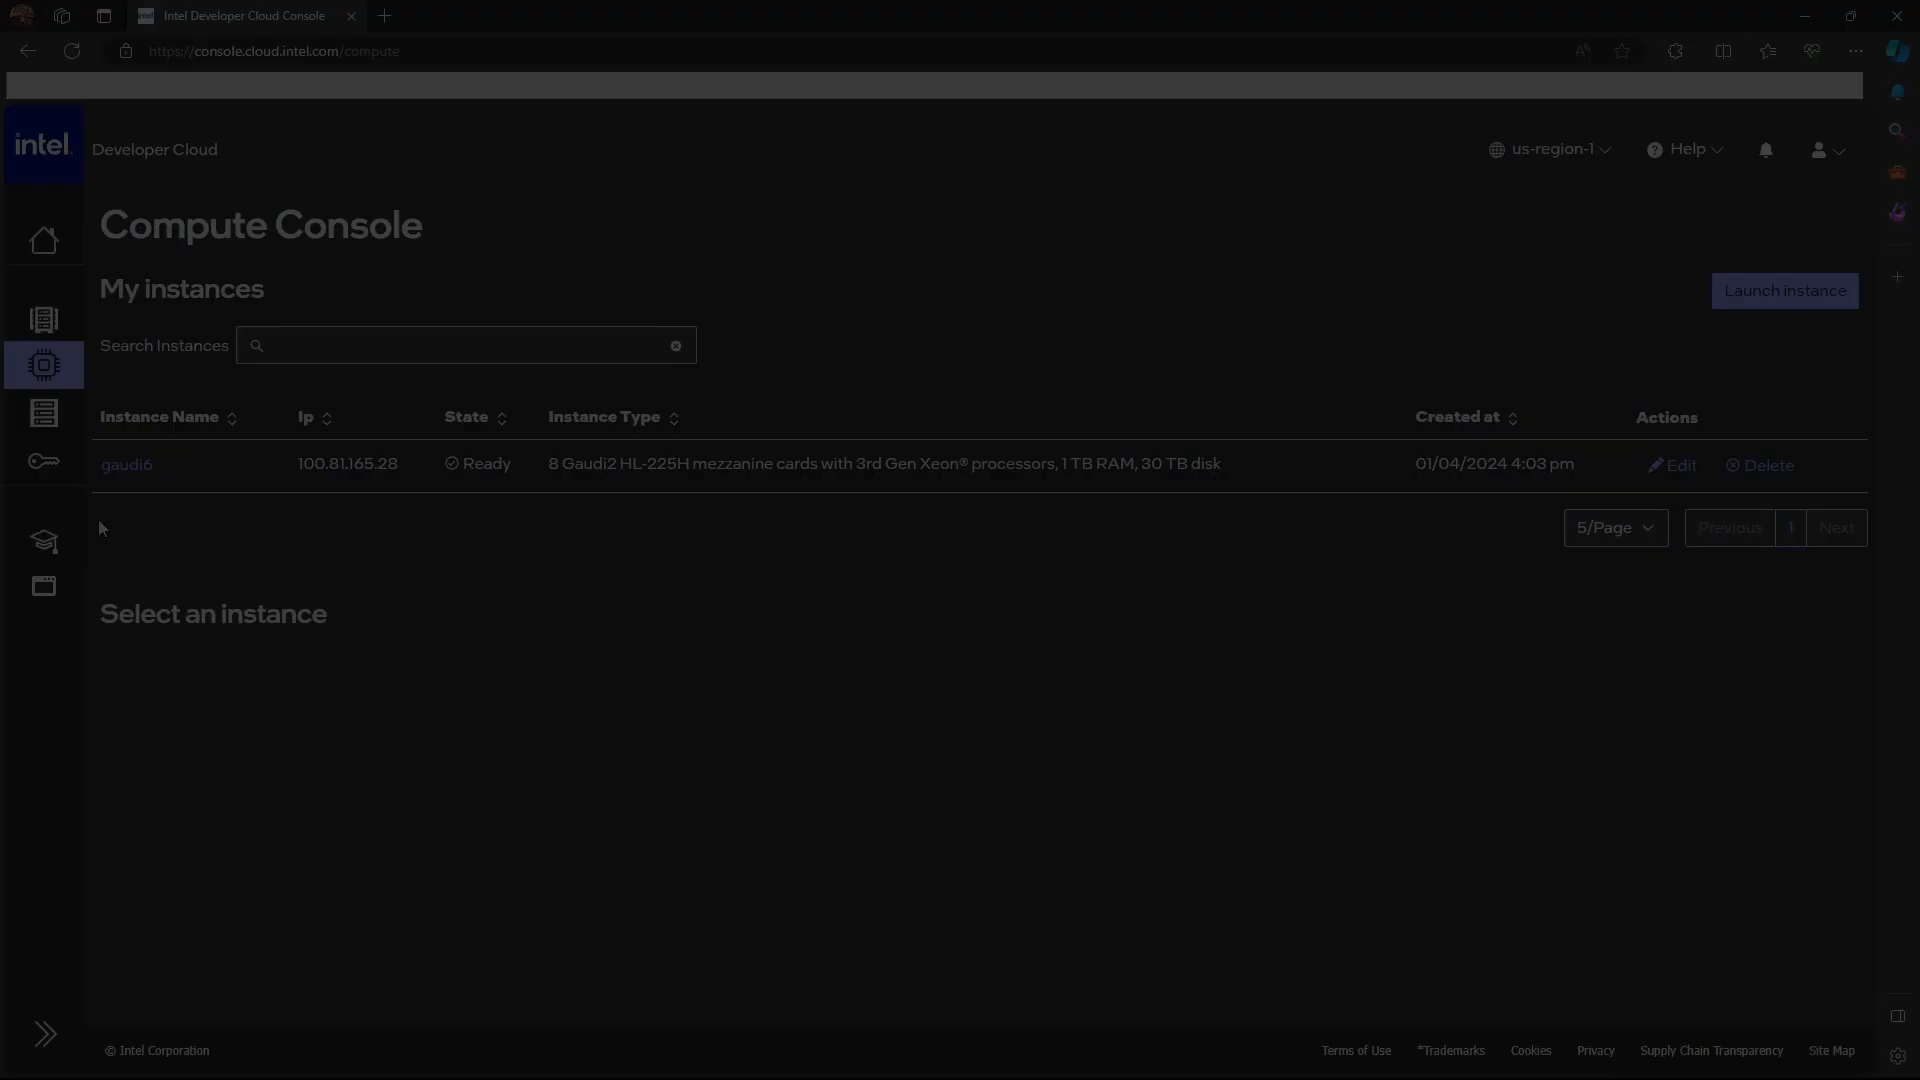 Intel Developer Cloud Console
https://console.cloud.intel.com/compute
intel.
Developer Cloud
us-region-1
Help
Compute Console
My instances
Launch instance
Search Instances
Instance Name
Ip
State
Instance Type
Created at
Actions
gaudi6
100.81.165.28
Ready
8 Gaudi2 HL-225H mezzanine cards with 3rd Gen Xeon® processors, 1 TB RAM, 30 TB disk
01/04/2024 4:03 pm
Edit
Delete
5/Page
Previous
1
Next
Select an instance
© Intel Corporation
Terms of Use
*Trademarks
Cookies
Privacy
Supply Chain Transparency
Site Map